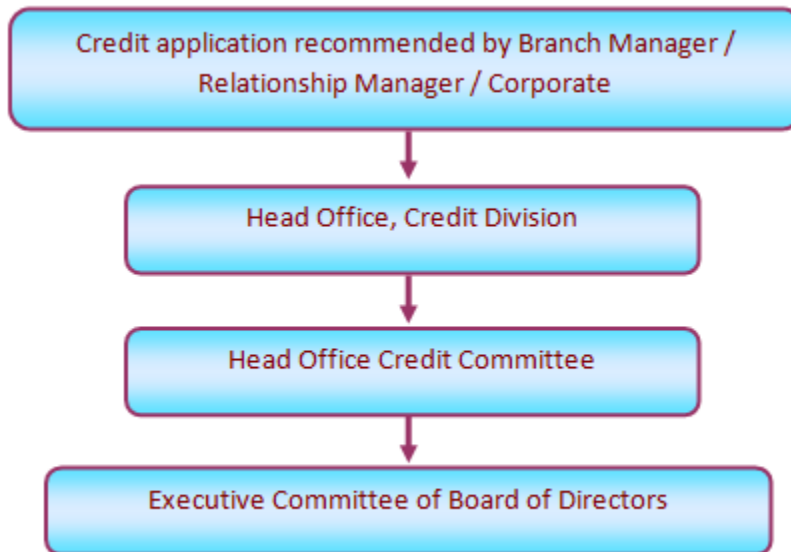 Credit application recommended by Branch Manager /
Relationship Manager / Corporate
Head Office, Credit Division
Head Office Credit Committee
Executive Committee of Board of Directors